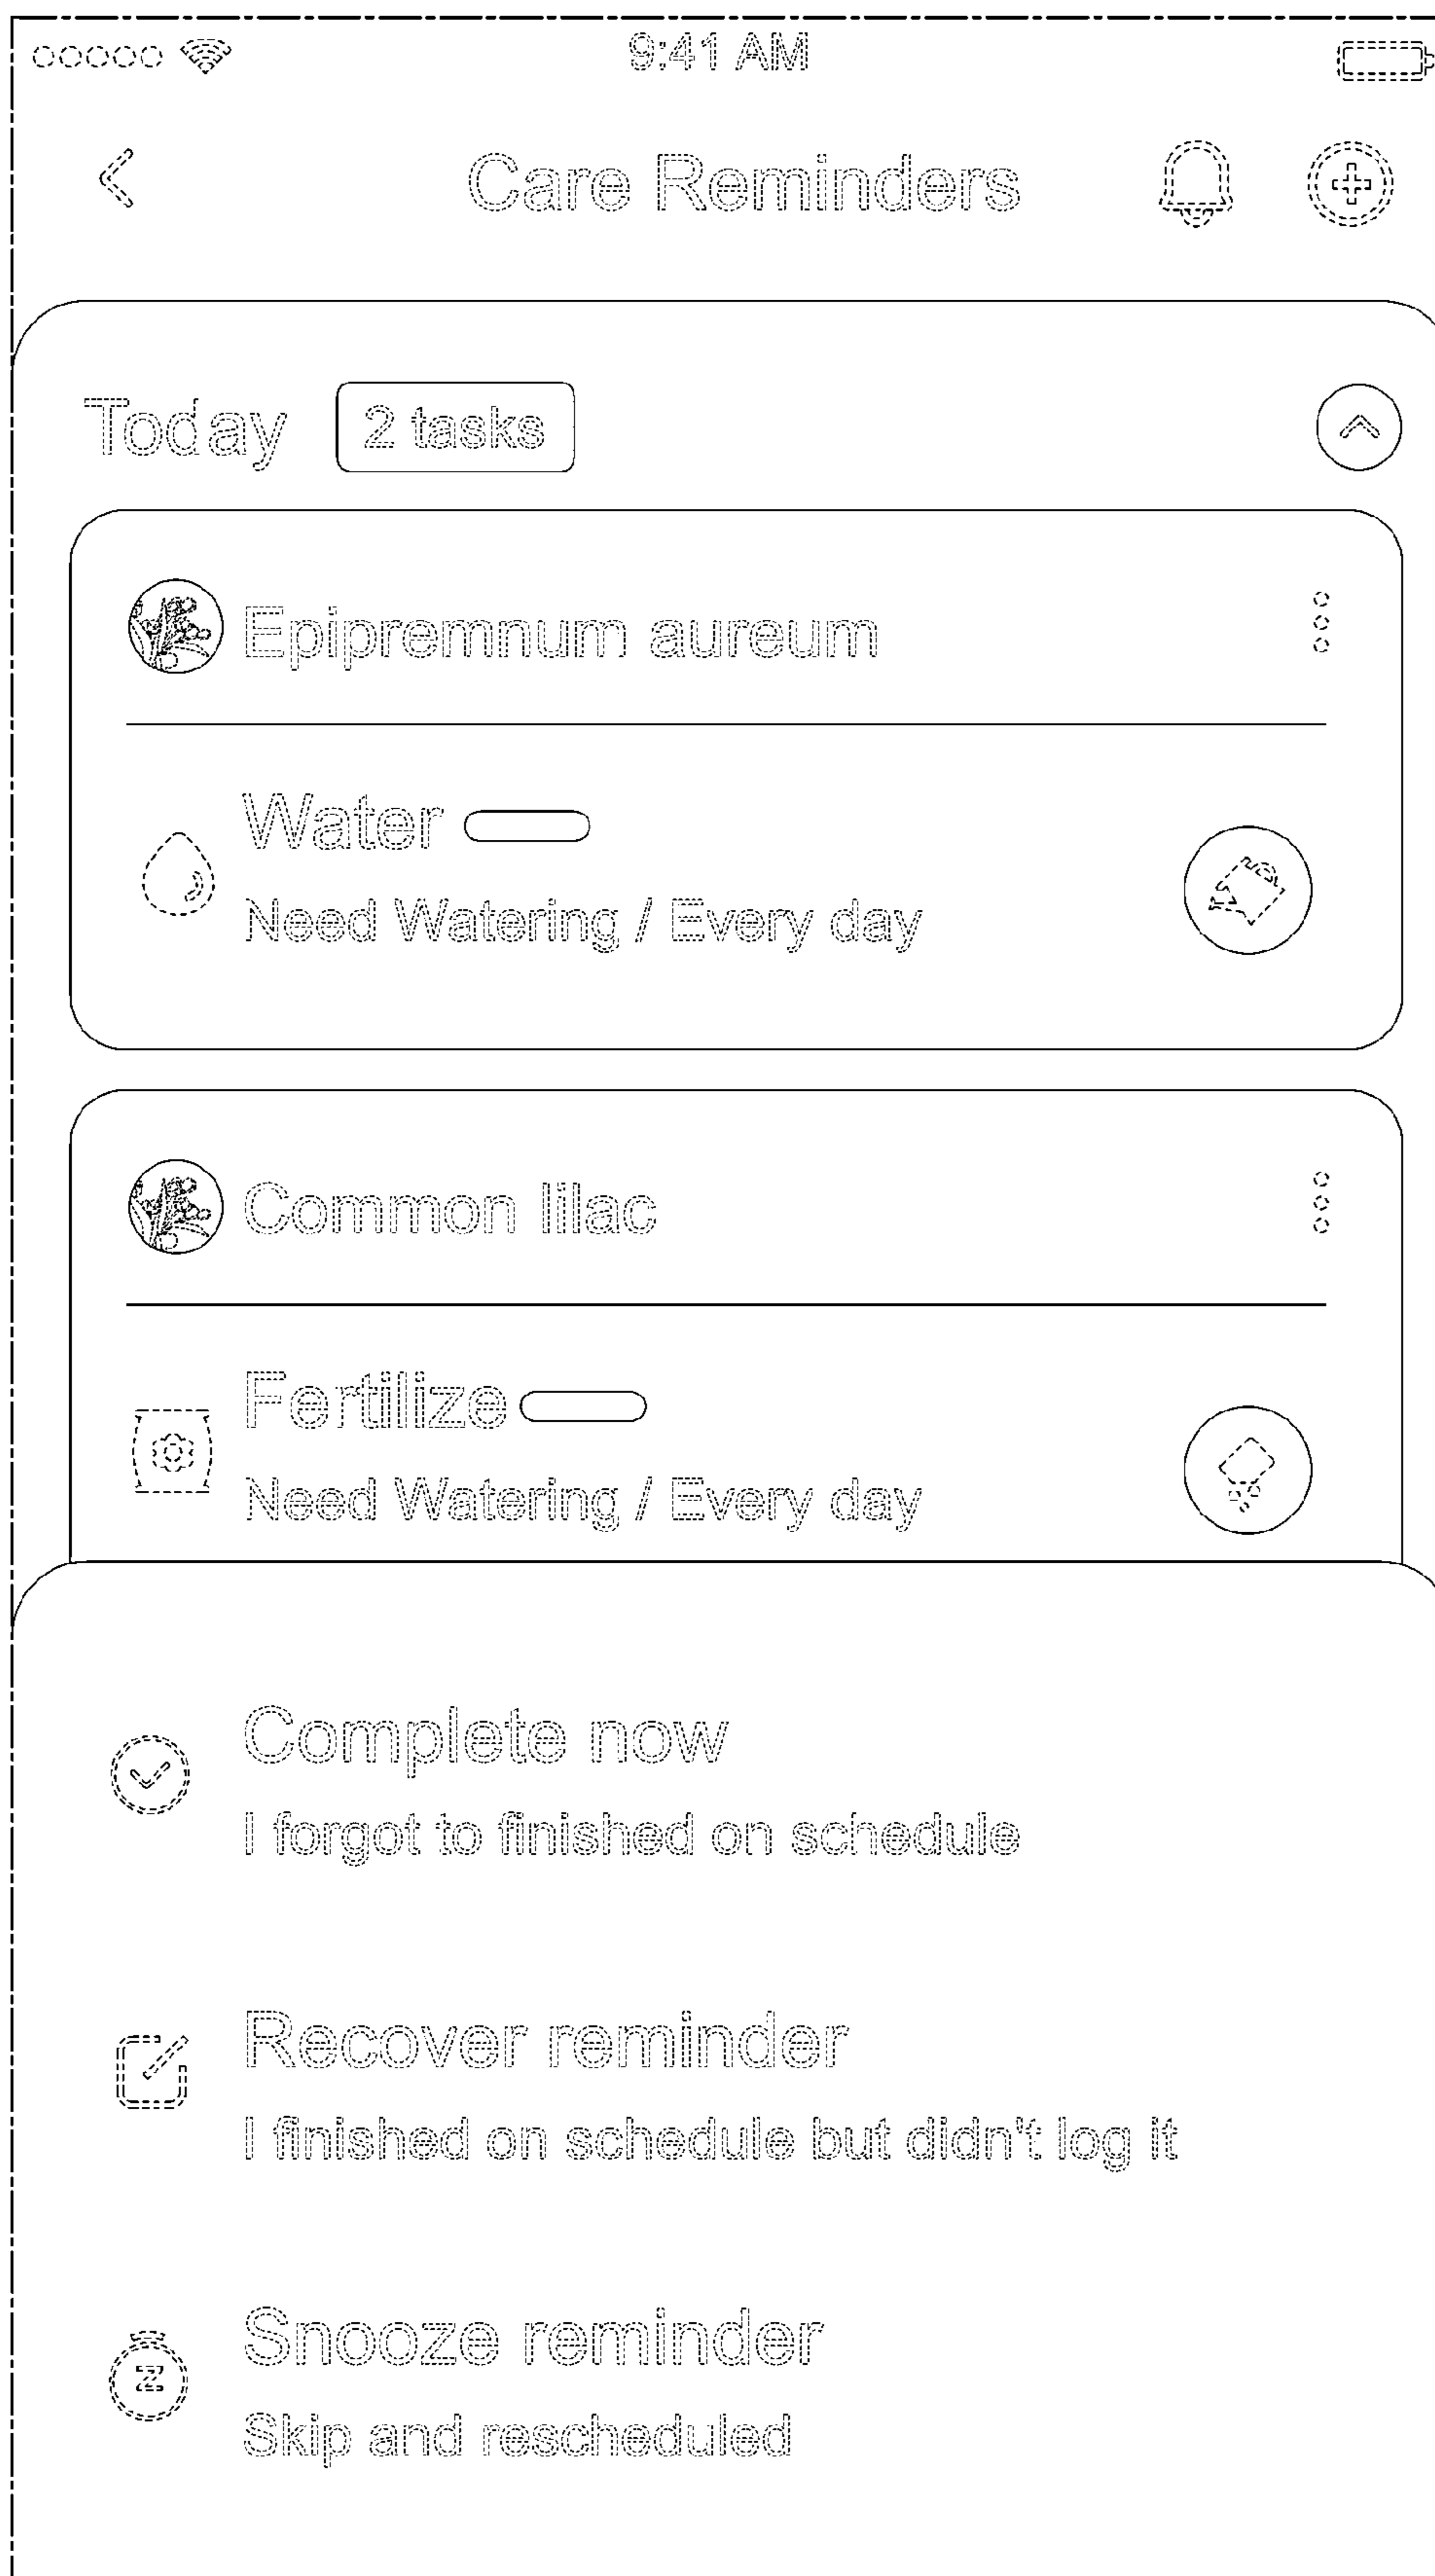 9:41 AM
Care Reminders
Today 2 tasks
Epipremnum aureum
Water
Need Watering / Every day
Common lilac
Fertilize
Need Watering / Every day
Complete now
I forgot to finished on schedule
Recover reminder
I finished on schedule but didn't log it
Snooze reminder
z
Skip and rescheduled